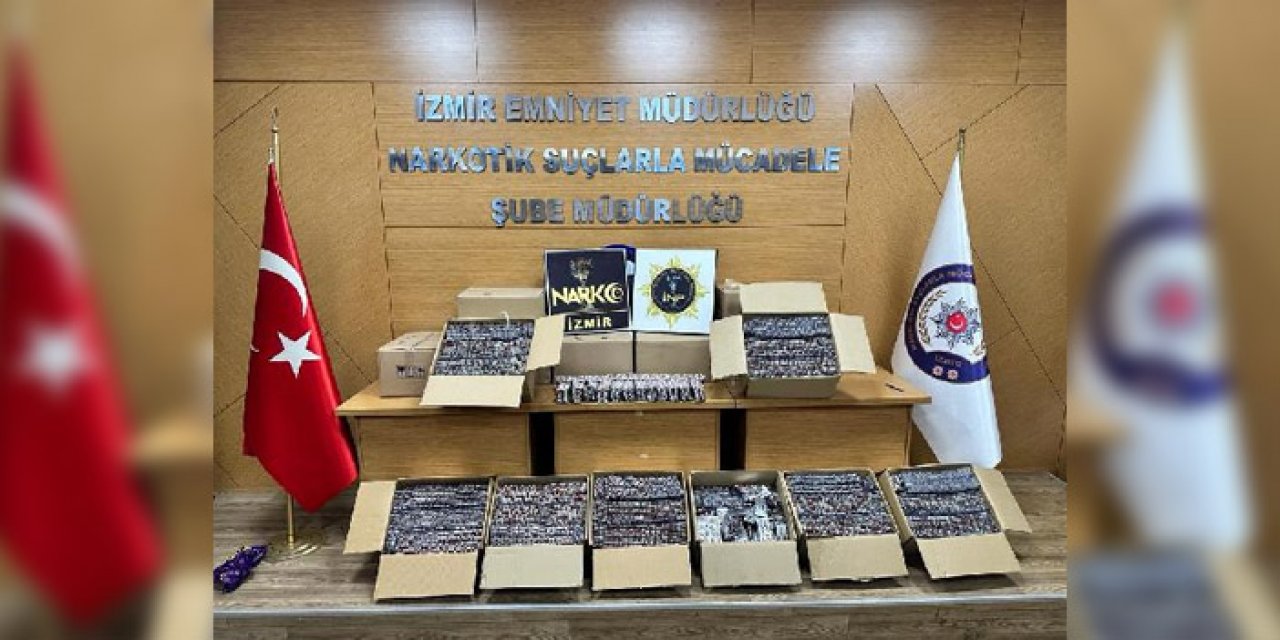 İZMİR EMNİYET MÜDÜRLÜĞÜ
NARKOTİK SUÇLARLA MÜCADELE
ŞUBE MÜDÜRLÜĞÜ
NARKO
İZMİR